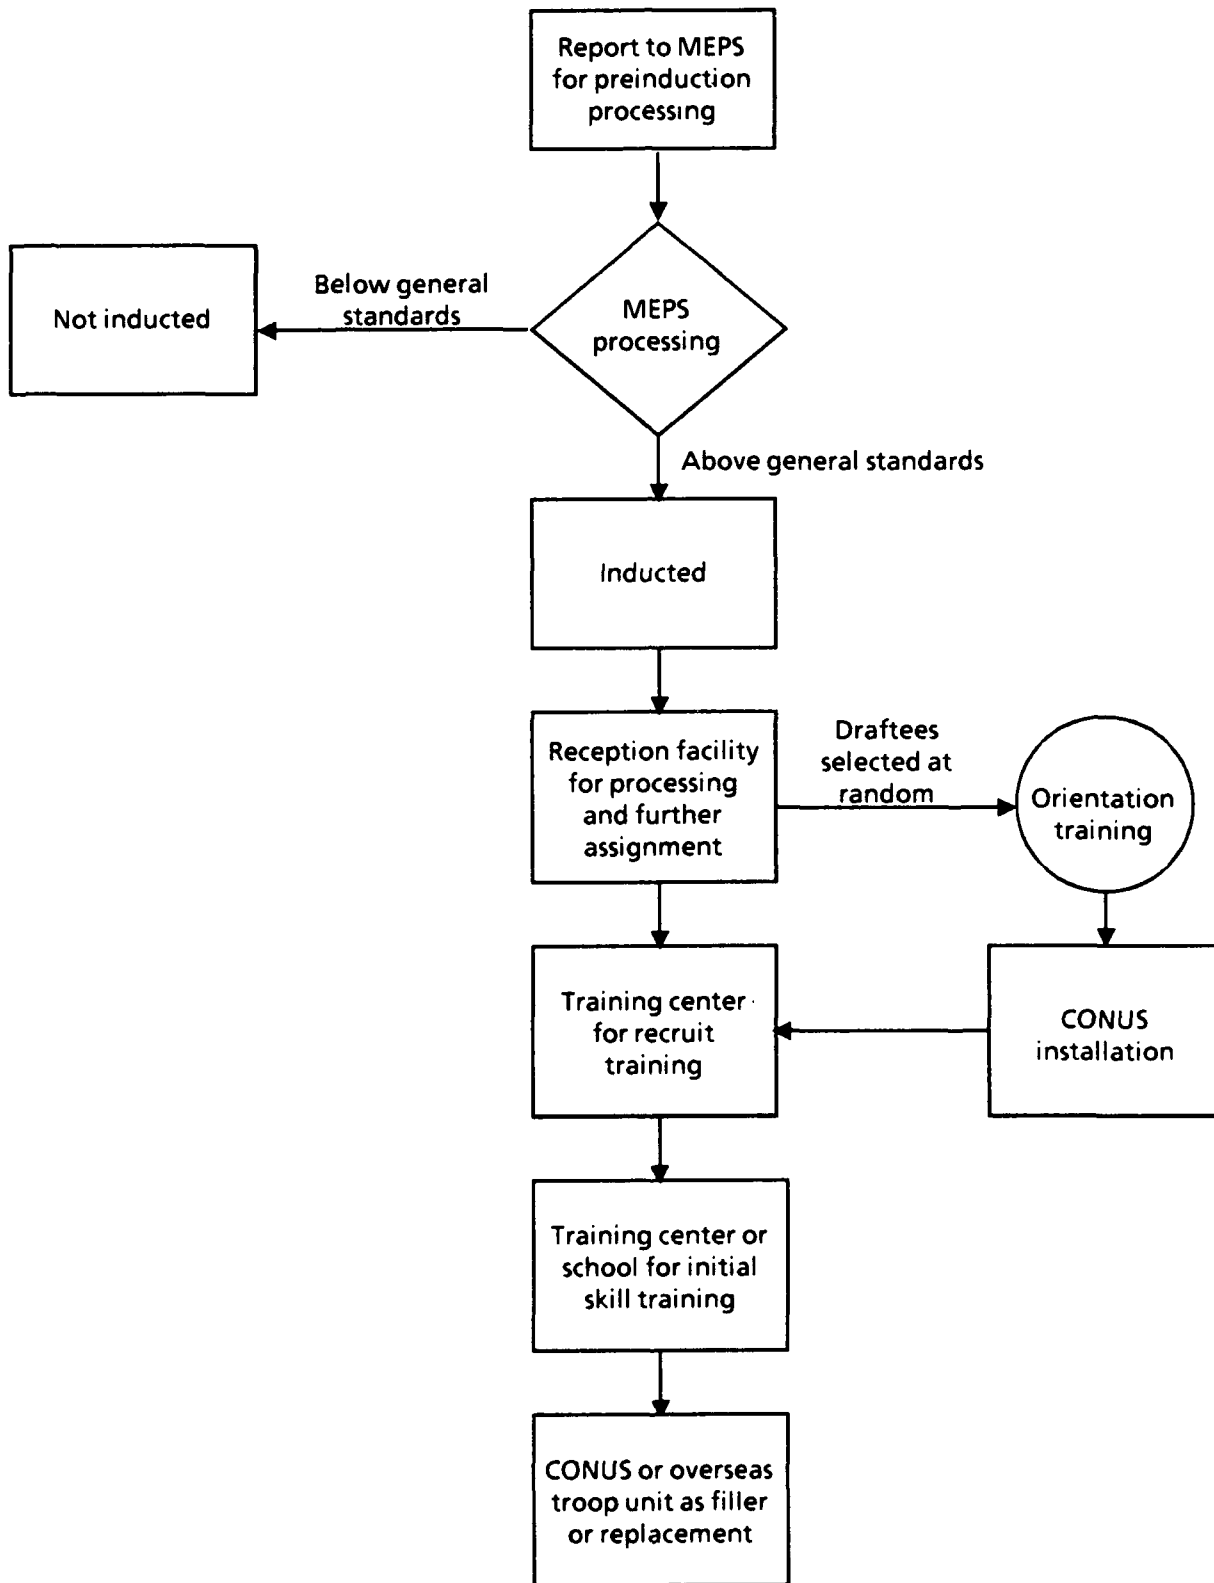 Report to MEPS
for preinduction
processing
Below general
standards
Not inducted
MEPS
processing
Above general standards
Inducted
Reception facility
for processing
and further
assignment
Draftees
selected at
random
Orientation
training
Training center
for recruit
training
CONUS
installation
Training center or
school for initial
skill training
CONUS or overseas
troop unit as filler
or replacement